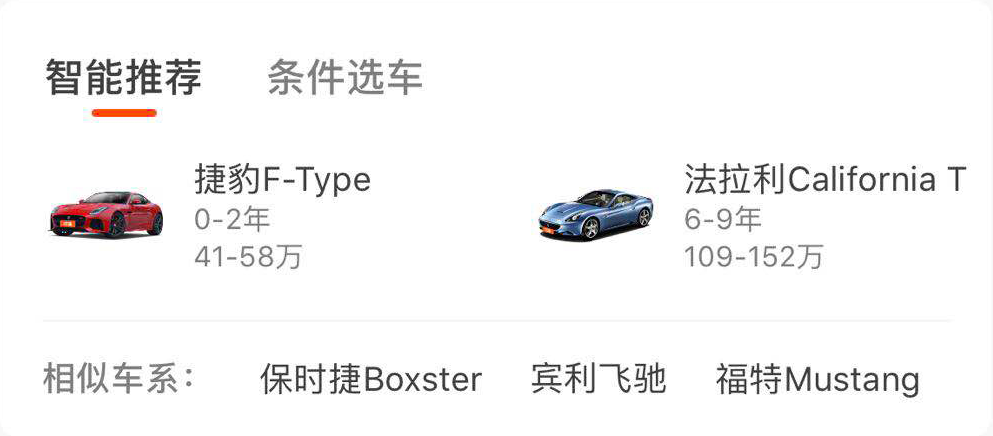 智能推荐 条件选车
捷豹F-Type
0-2年
41-58万
法拉利California T
6-9年
109-152万
相似车系： 保时捷Boxster 宾利飞驰 福特Mustang